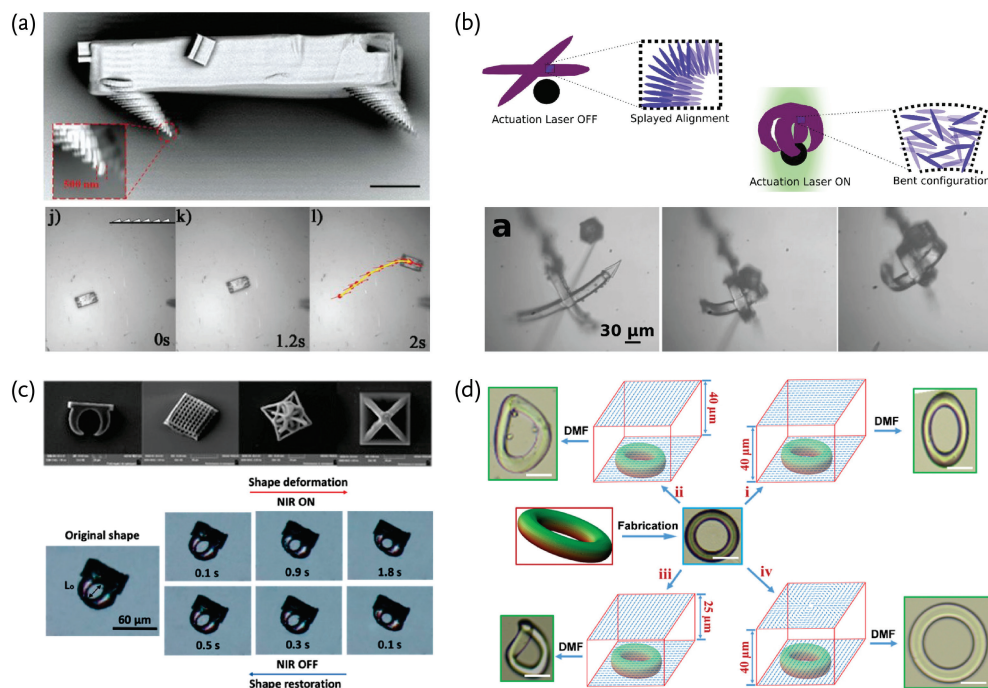 (a)
500 nm
j)
k)
l)
0s
1.2s
2s
(b)
Actuation Laser OFF
Splayed Alignment
Actuation Laser ON
Bent configuration
a
30 µm
(c)
Shape deformation
NIR ON
Original shape
L₀
60 µm
0.1 s
0.9 s
1.8 s
0.5 s
0.3 s
0.1 s
NIR OFF
Shape restoration
(d)
DMF
40 µm
40 µm
DMF
ii
i
Fabrication
iii
iv
DMF
25 µm
40 µm
DMF